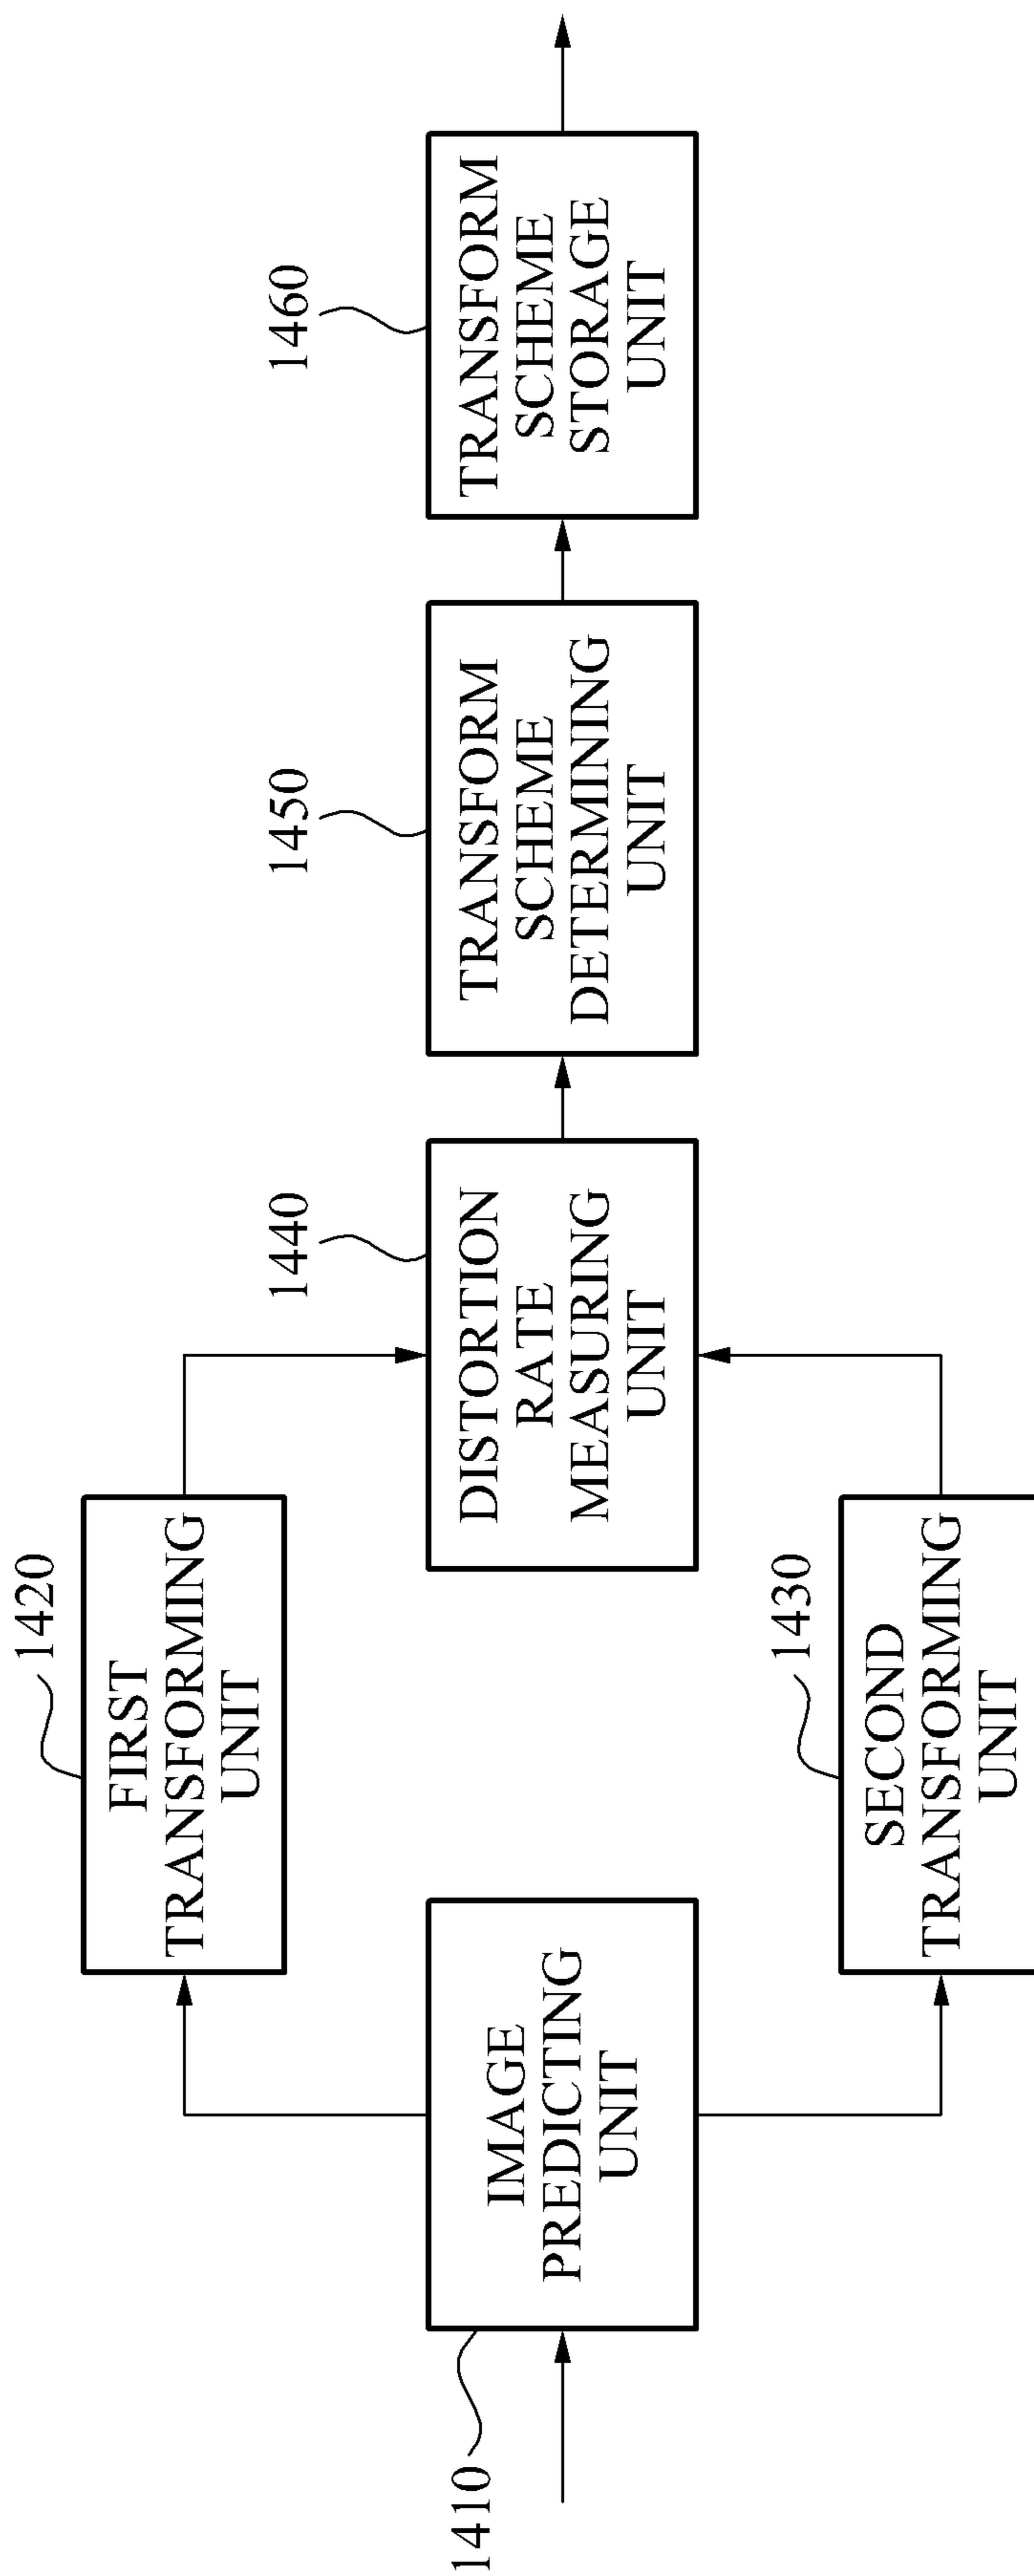 1410
IMAGE
PREDICTING
UNIT
1420
FIRST
TRANSFORMING
UNIT
1430
SECOND
TRANSFORMING
UNIT
1440
DISTORTION
RATE
MEASURING
UNIT
1450
TRANSFORM
SCHEME
DETERMINING
UNIT
1460
TRANSFORM
SCHEME
STORAGE
UNIT